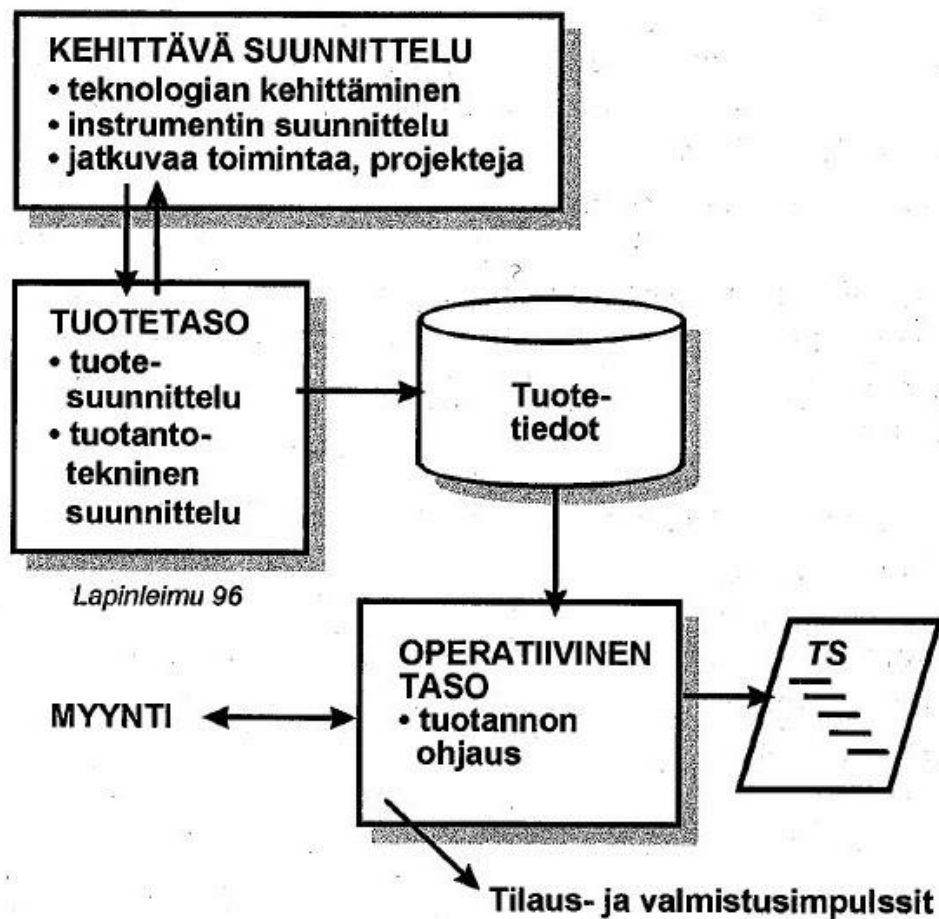 KEHITTÄVÄ SUUNNITTELU
• teknologian kehittäminen
• instrumentin suunnittelu
• jatkuvaa toimintaa, projekteja
TUOTETASO
• tuote-
suunnittelu
• tuotanto-
tekninen
suunnittelu
Tuote-
tiedot
Lapinleimu 96
OPERATIIVINEN
TASO
• tuotannon
ohjaus
TS
MYYNTI
Tilaus- ja valmistusimpulssit